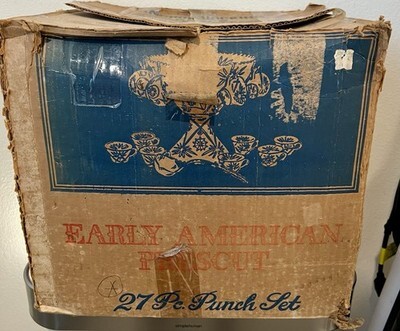 EARLY AMERICAN
PRESCUT
27 Pc. Punch Set